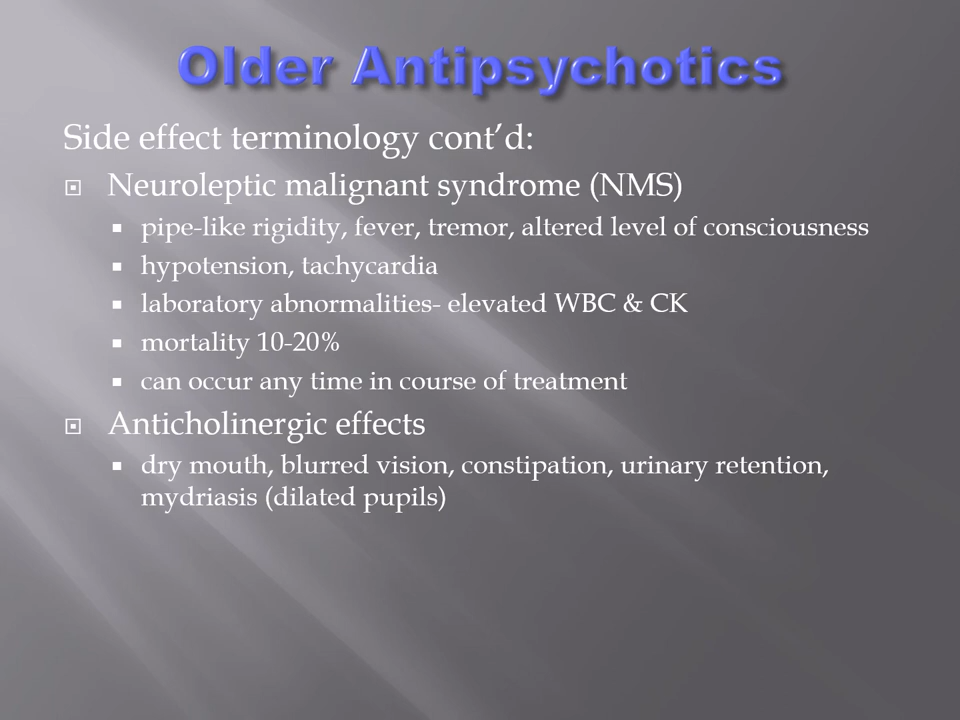 Older Antipsychotics
Side effect terminology cont’d:
Neuroleptic malignant syndrome (NMS)
pipe-like rigidity, fever, tremor, altered level of consciousness
hypotension, tachycardia
laboratory abnormalities- elevated WBC & CK
mortality 10-20%
can occur any time in course of treatment
Anticholinergic effects
dry mouth, blurred vision, constipation, urinary retention,
mydriasis (dilated pupils)